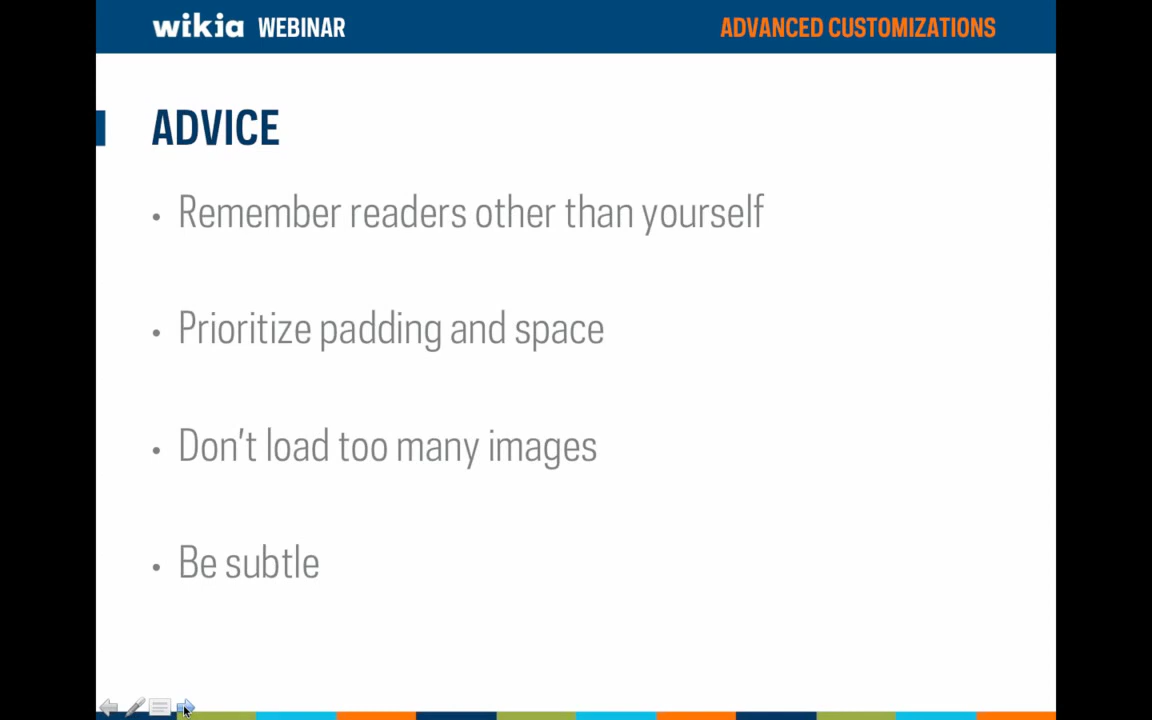 wikia WEBINAR
ADVANCED CUSTOMIZATIONS
ADVICE
• Remember readers other than yourself
• Prioritize padding and space
• Don't load too many images
• Be subtle